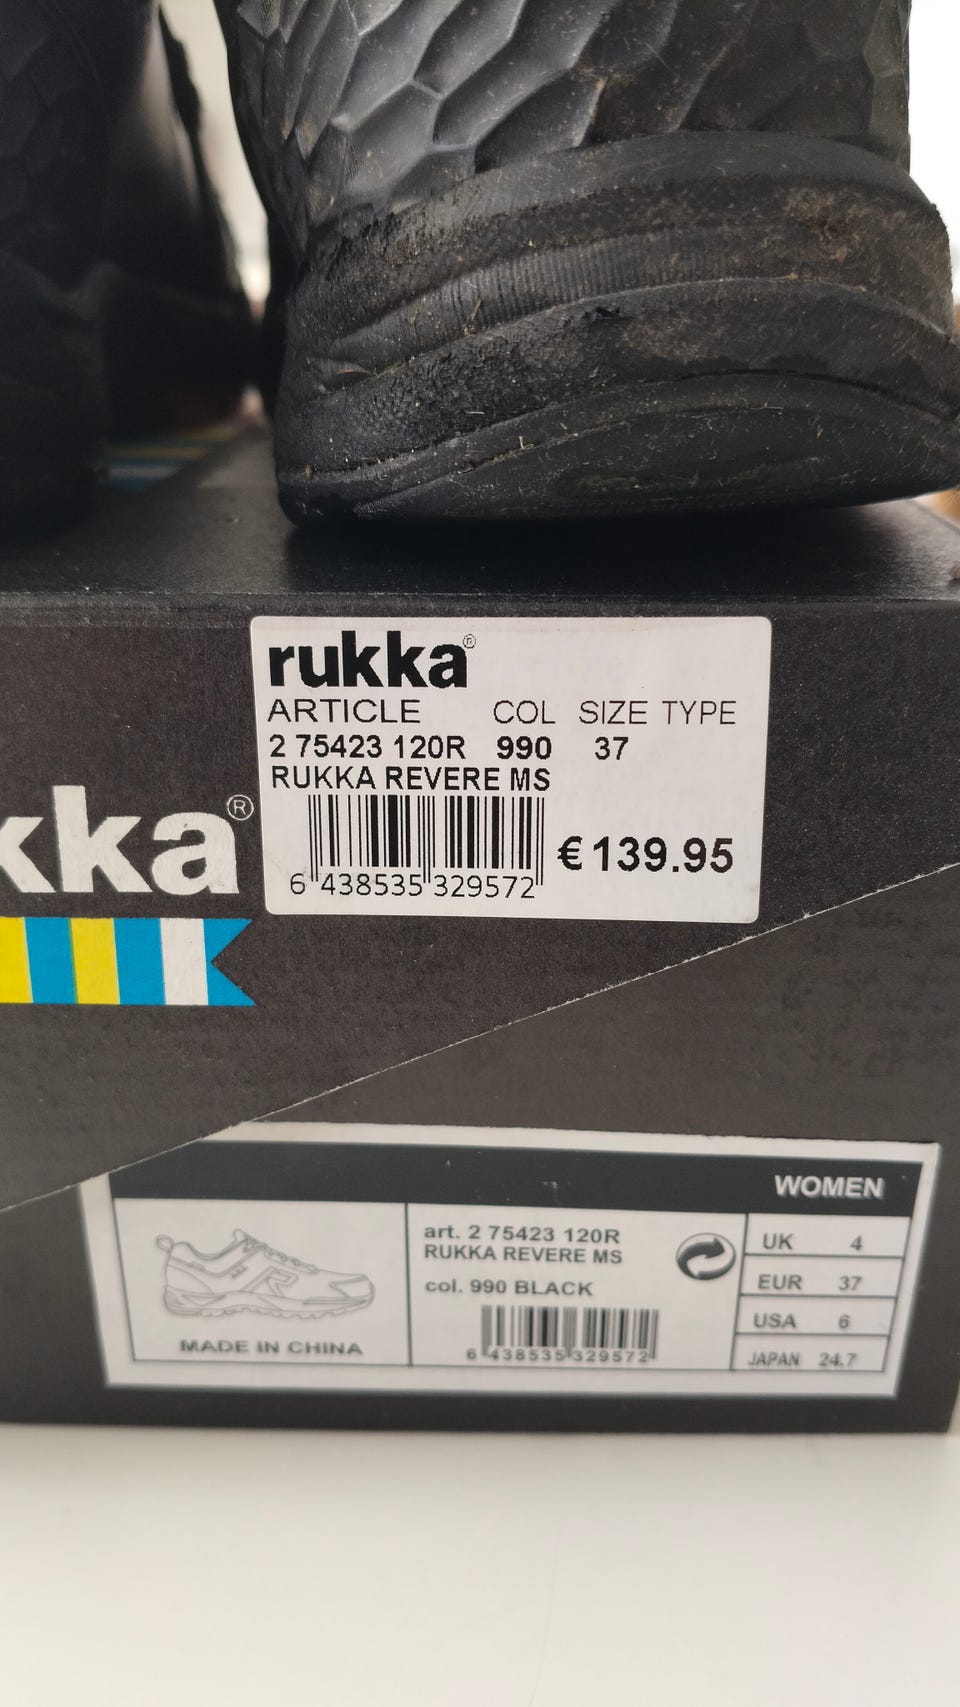 rukka®
ARTICLE COL SIZE TYPE
2 75423 120R 990 37
RUKKA REVERE MS
€139.95
6 438535 329572
kka®
WOMEN
art. 2 75423 120R
RUKKA REVERE MS
col. 990 BLACK
6 438535 329572
MADE IN CHINA
UK 4
EUR 37
USA 6
JAPAN 24.7